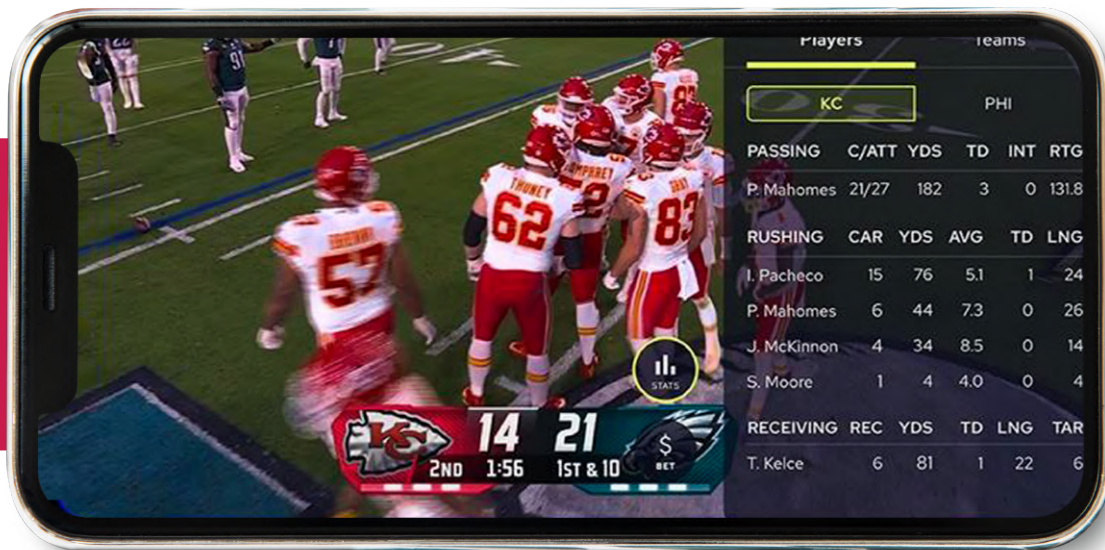 Players Teams
KC PHI
PASSING C/ATT YDS TD INT RTG
P. Mahomes 21/27 182 3 0 131.8
RUSHING CAR YDS AVG TD LNG
I. Pacheco 15 76 5.1 1 24
P. Mahomes 6 44 7.3 0 26
J. McKinnon 4 34 8.5 0 14
S. Moore 1 4 4.0 0 4
RECEIVING REC YDS TD LNG TAR
T. Kelce 6 81 1 22 6
91
57
THUNEY
62
GRAY
83
STATS
KC 14 21 $
2ND 1:56 1ST & 10 BET